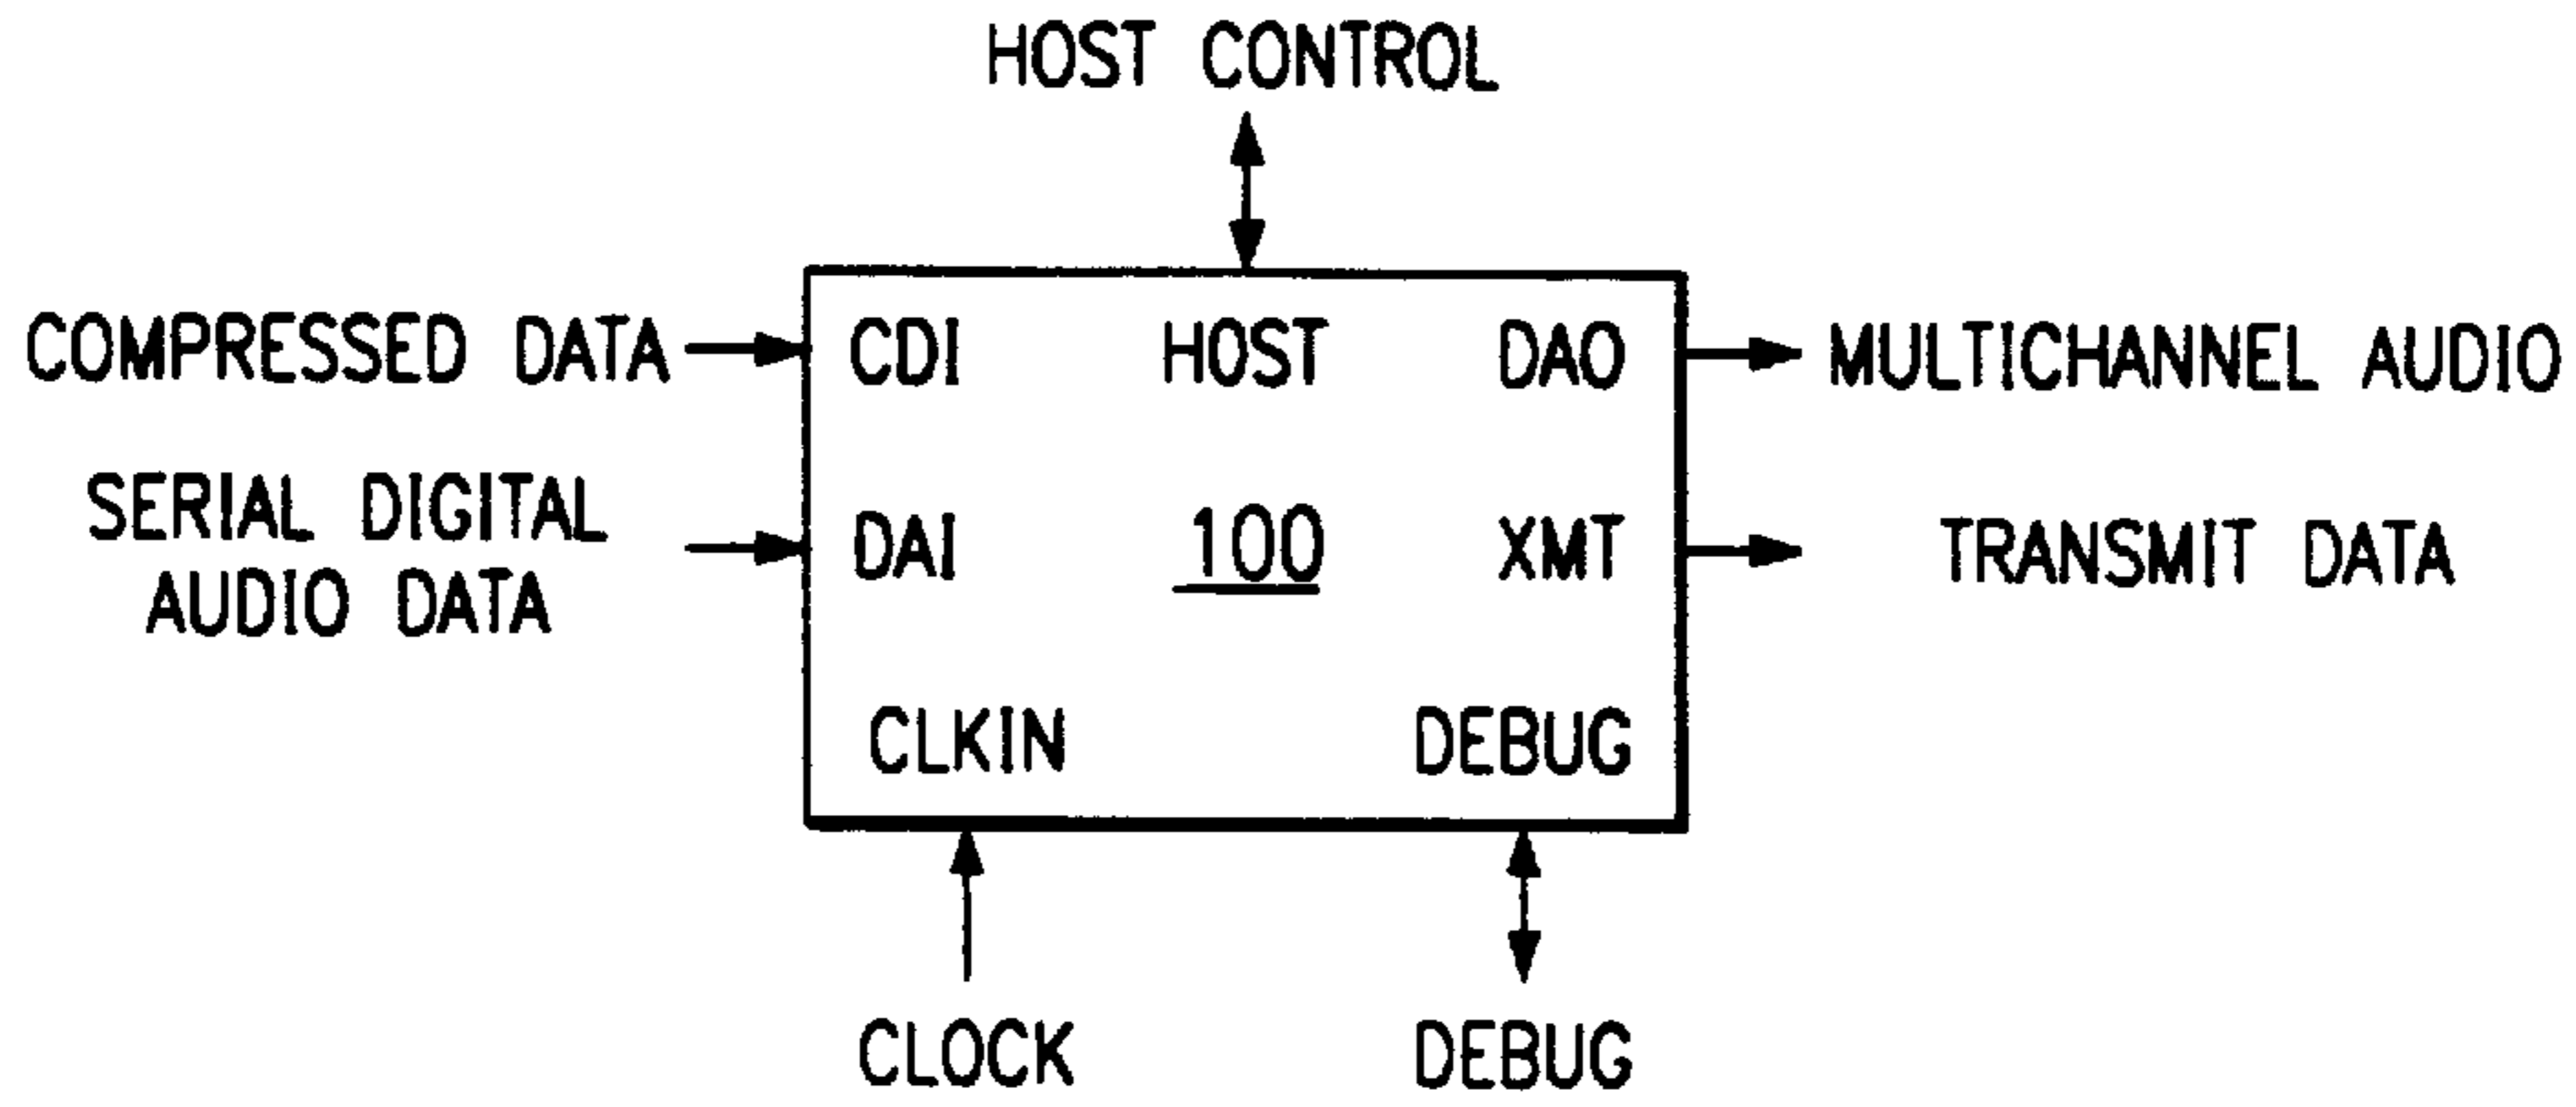 HOST CONTROL
COMPRESSED DATA
CDI
HOST
DAO
MULTICHANNEL AUDIO
SERIAL DIGITAL
AUDIO DATA
DAI
100
XMT
TRANSMIT DATA
CLKIN
DEBUG
CLOCK
DEBUG